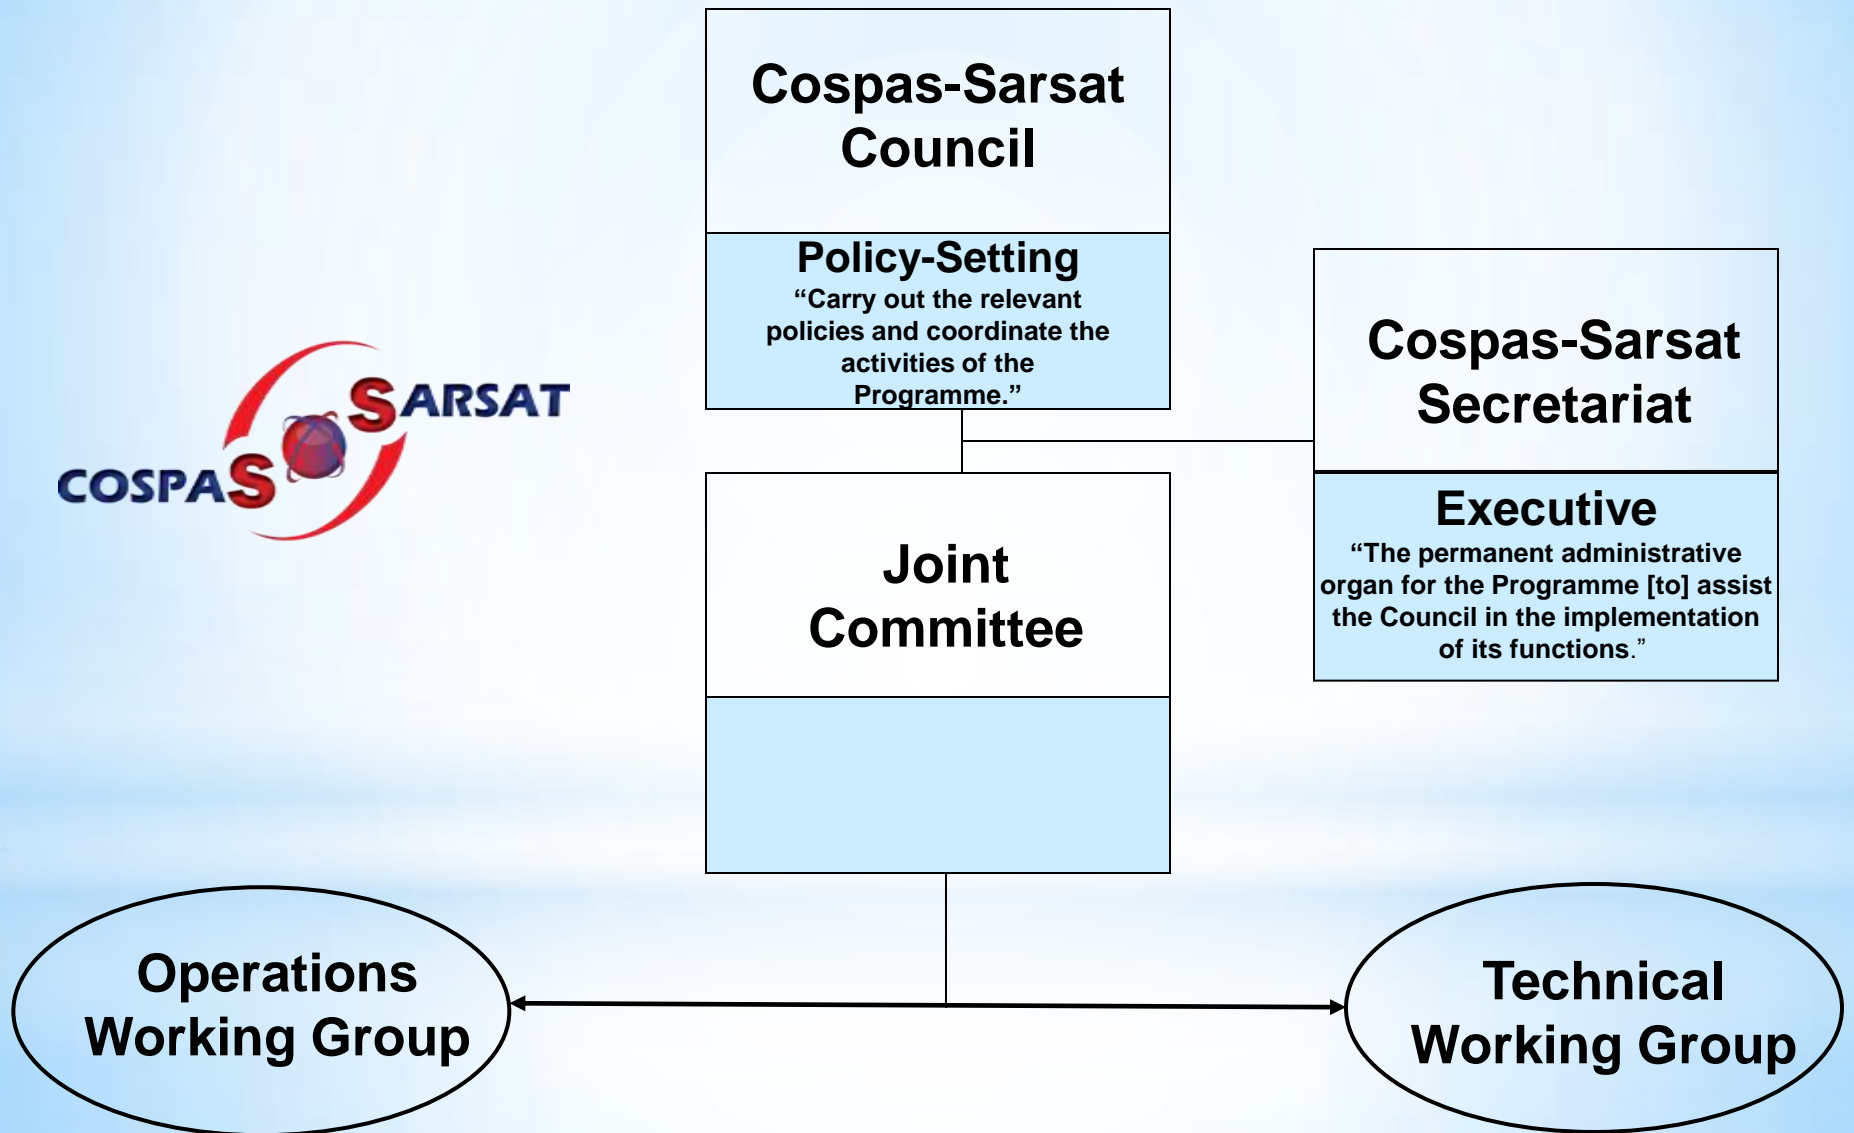 Cospas-Sarsat
Council
Policy-Setting
“Carry out the relevant
policies and coordinate the
activities of the
Programme.”
Cospas-Sarsat
Secretariat
Executive
“The permanent administrative
organ for the Programme [to] assist
the Council in the implementation
of its functions.”
SARSAT
COSPAS
Joint
Committee
Operations
Working Group
Technical
Working Group